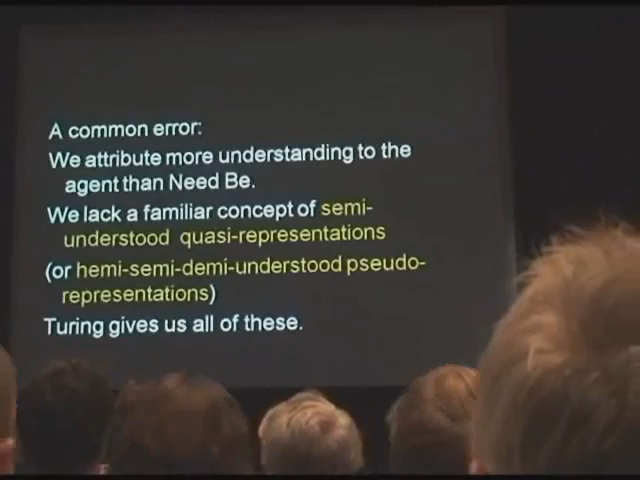 A common error:
We attribute more understanding to the
agent than Need Be.
We lack a familiar concept of semi-
understood quasi-representations
(or hemi-semi-demi-understood pseudo-
representations)
Turing gives us all of these.